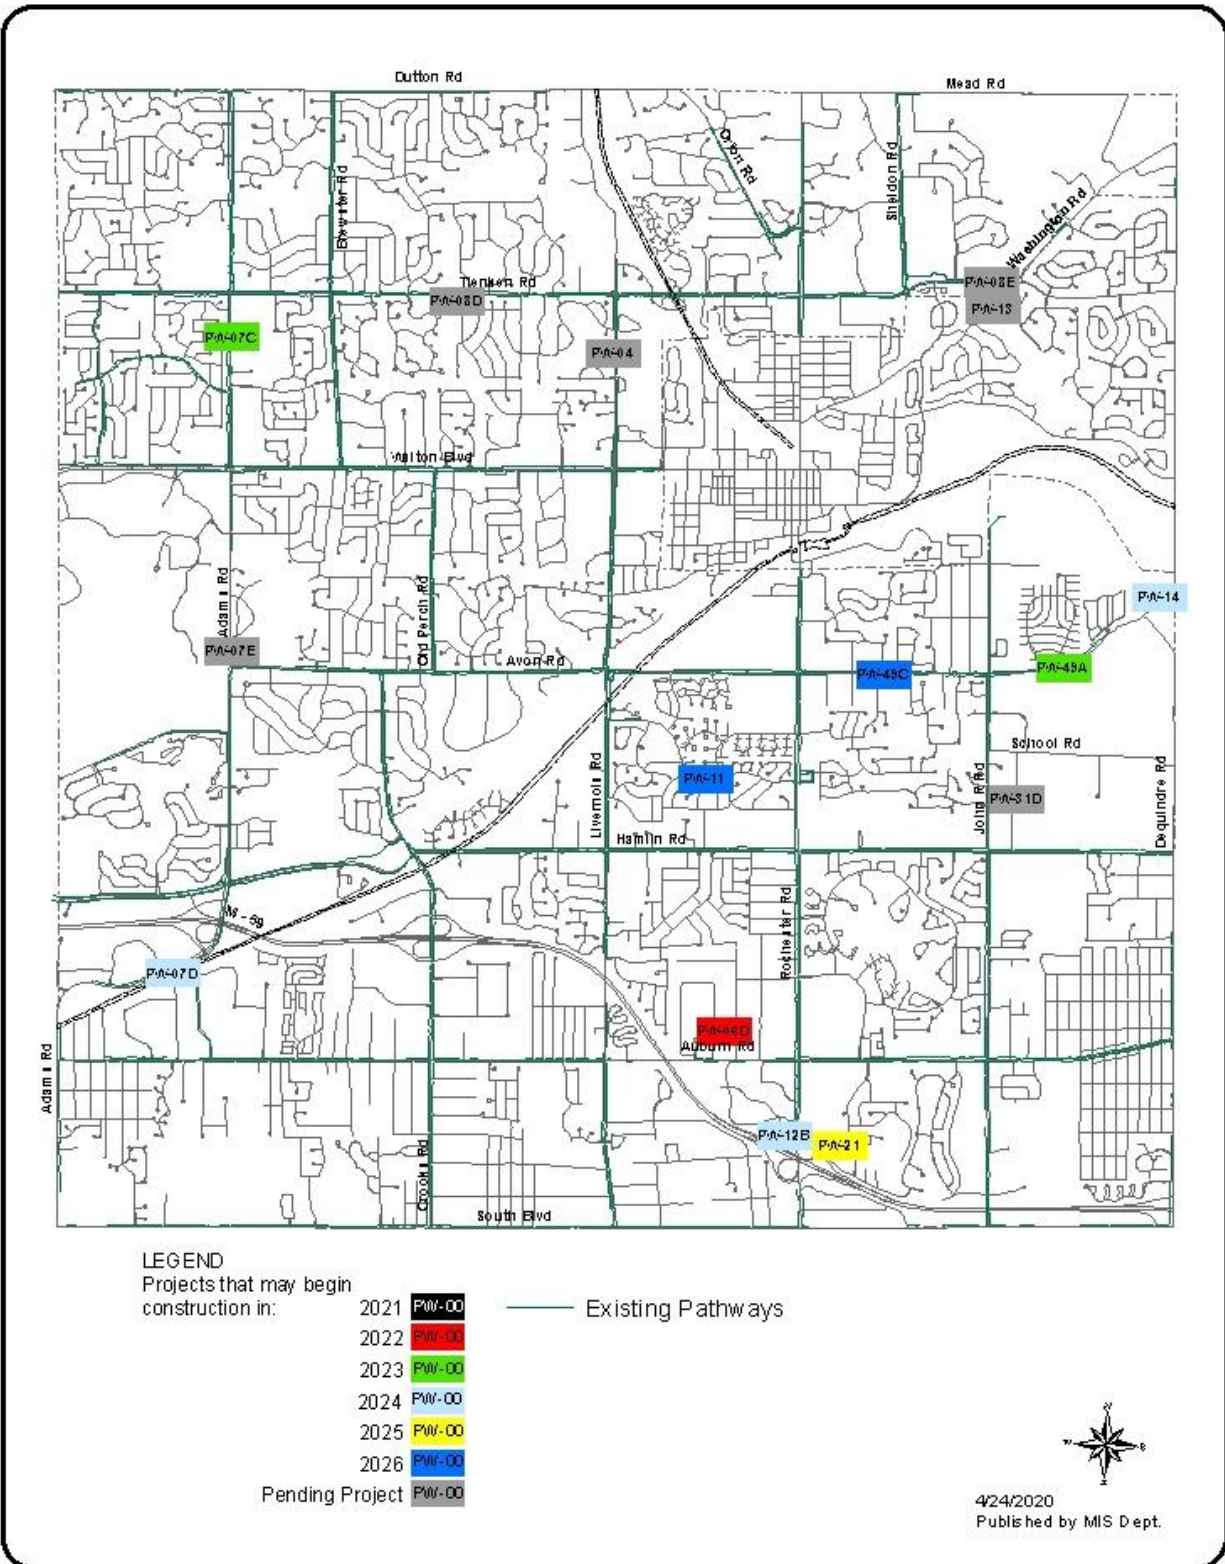 Dutton Rd
Mead Rd
Orion Rd
Sheldon Rd
Brewster Rd
Washington Rd
Tienken Rd
PW-08D
PW-08E
PW-13
PW-07C
PW-04
Walton Blvd
Adams Rd
Old Perch Rd
PW-14
PW-07E
Avon Rd
PW-49A
PW-49C
School Rd
PW-11
Livernois Rd
John R Rd
PW-31D
Dequindre Rd
Hamlin Rd
M - 59
Rochester Rd
PW-07D
Auburn Rd
Adams Rd
PW-12B
PW-21
Crooks Rd
South Blvd
LEGEND
Projects that may begin
construction in:
2021 PW-00
Existing Pathways
2022 PW-00
2023 PW-00
2024 PW-00
2025 PW-00
2026 PW-00
Pending Project PW-00
N
W
E
S
4/24/2020
Published by MIS Dept.